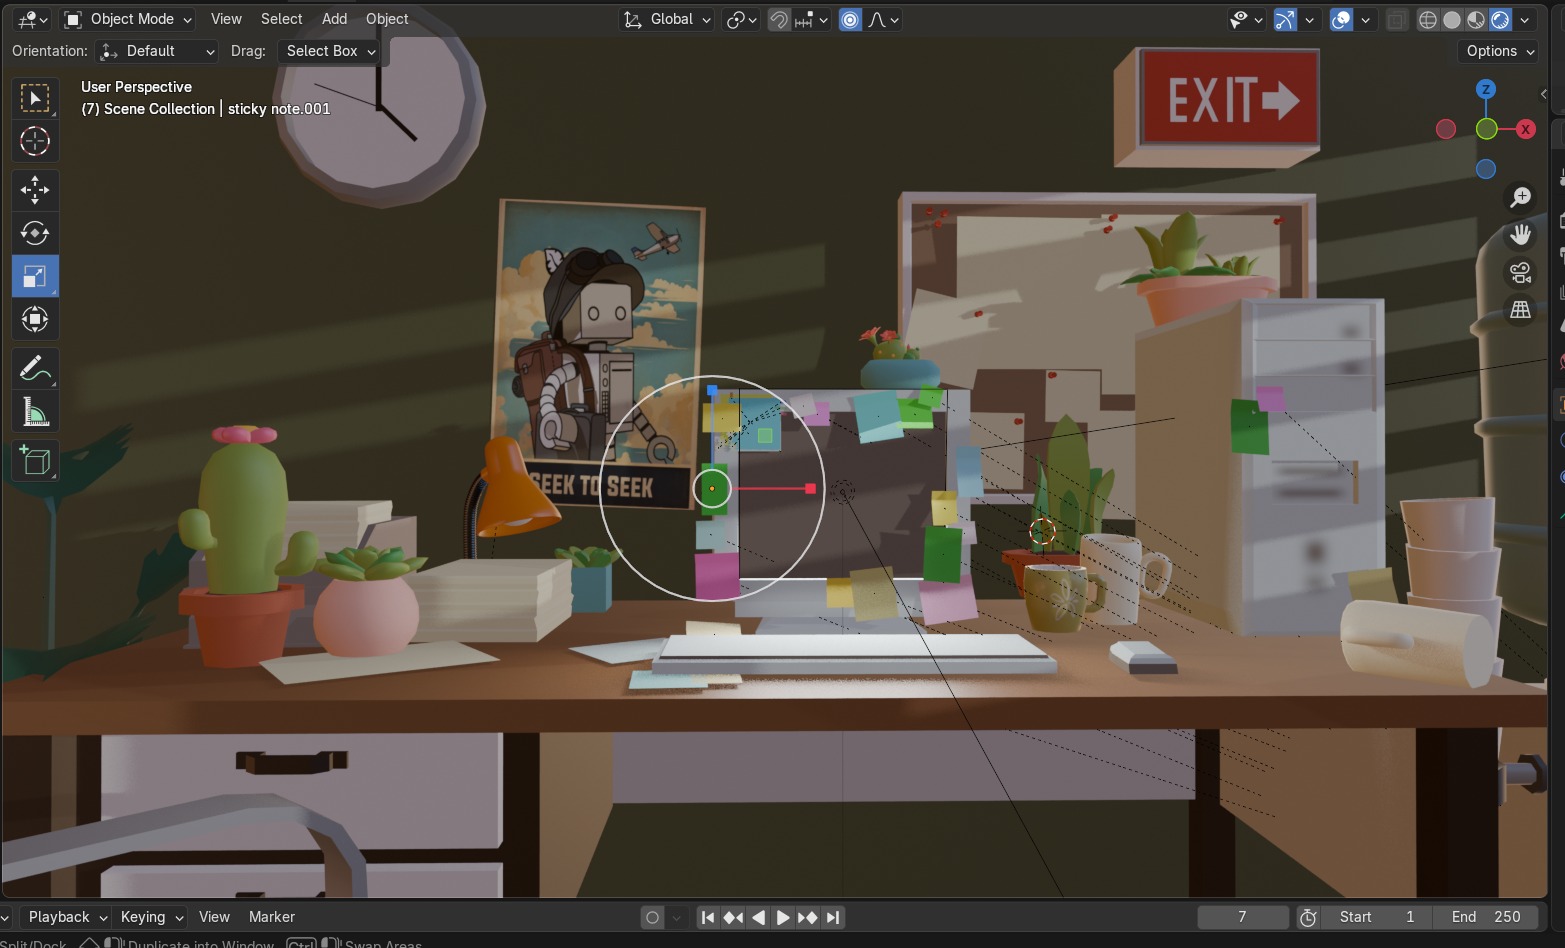 Object Mode View Select Add Object Global
Orientation: Default Drag: Select Box Options
User Perspective
(7) Scene Collection | sticky note.001
Z
X
EXIT
SEEK TO SEEK
Playback Keying View Marker 7 Start 1 End 250
Split/Dock Duplicate into Window Ctrl Swap Areas